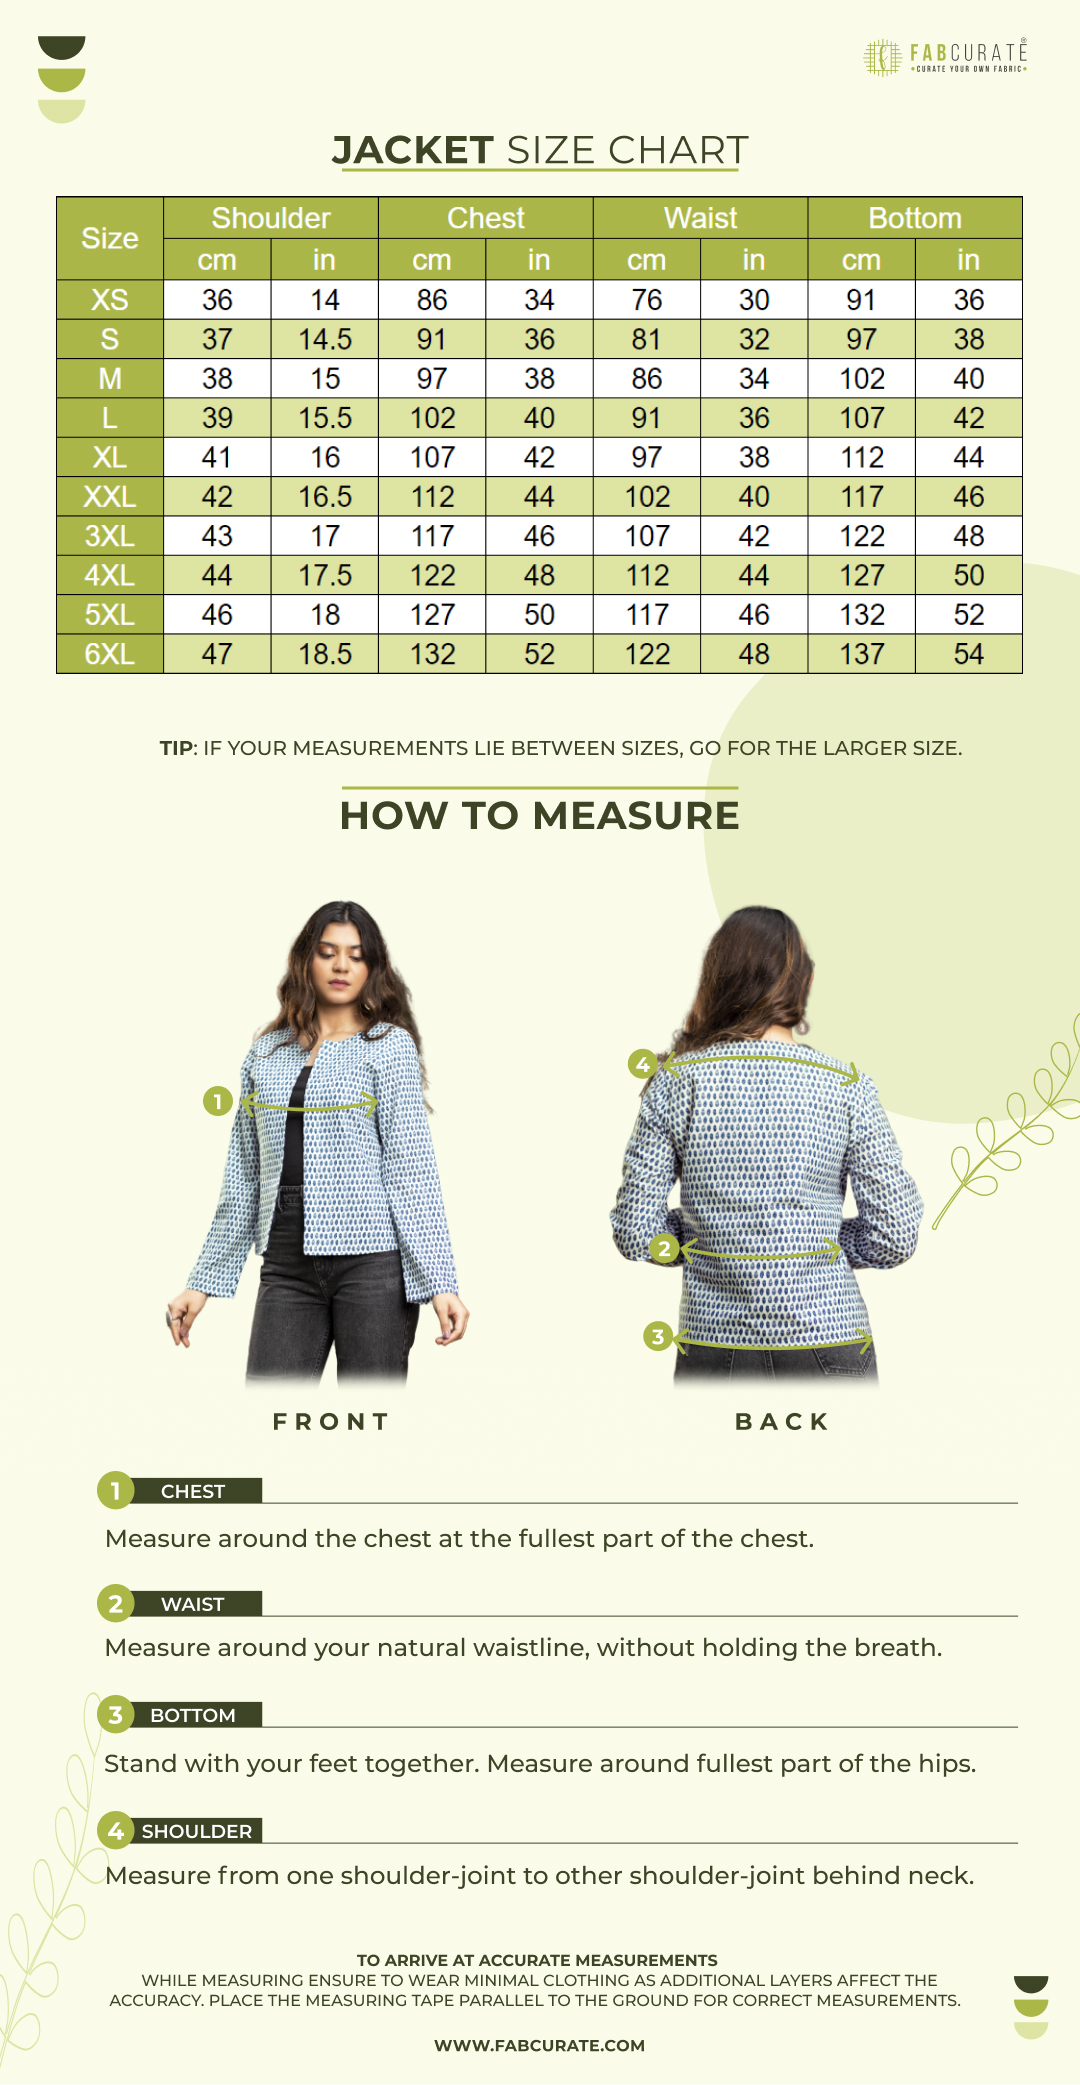 FABCURATE®
•CURATE YOUR OWN FABRIC•
JACKET SIZE CHART
Size Shoulder Chest Waist Bottom
cm in cm in cm in cm in
XS 36 14 86 34 76 30 91 36
S 37 14.5 91 36 81 32 97 38
M 38 15 97 38 86 34 102 40
L 39 15.5 102 40 91 36 107 42
XL 41 16 107 42 97 38 112 44
XXL 42 16.5 112 44 102 40 117 46
3XL 43 17 117 46 107 42 122 48
4XL 44 17.5 122 48 112 44 127 50
5XL 46 18 127 50 117 46 132 52
6XL 47 18.5 132 52 122 48 137 54
TIP: IF YOUR MEASUREMENTS LIE BETWEEN SIZES, GO FOR THE LARGER SIZE.
HOW TO MEASURE
1
4
2
3
FRONT
BACK
1 CHEST
Measure around the chest at the fullest part of the chest.
2 WAIST
Measure around your natural waistline, without holding the breath.
3 BOTTOM
Stand with your feet together. Measure around fullest part of the hips.
4 SHOULDER
Measure from one shoulder-joint to other shoulder-joint behind neck.
TO ARRIVE AT ACCURATE MEASUREMENTS
WHILE MEASURING ENSURE TO WEAR MINIMAL CLOTHING AS ADDITIONAL LAYERS AFFECT THE
ACCURACY. PLACE THE MEASURING TAPE PARALLEL TO THE GROUND FOR CORRECT MEASUREMENTS.
WWW.FABCURATE.COM